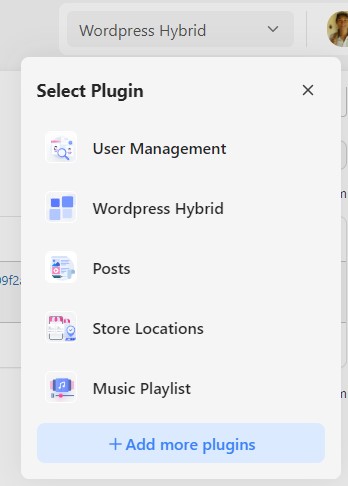 Wordpress Hybrid
Select Plugin
User Management
Wordpress Hybrid
Posts
Store Locations
Music Playlist
+ Add more plugins